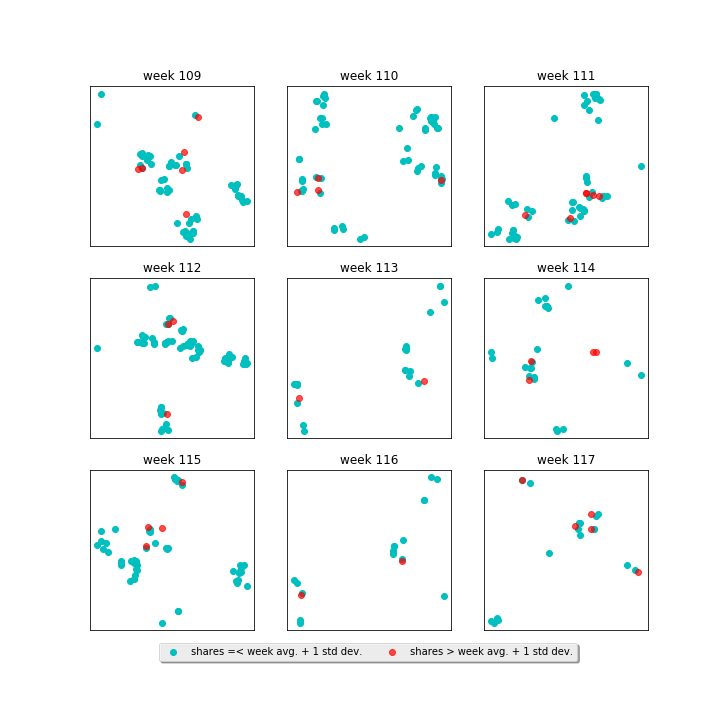 week 109
week 110
week 111
week 112
week 113
week 114
week 115
week 116
week 117
shares =< week avg. + 1 std dev.
shares > week avg. + 1 std dev.